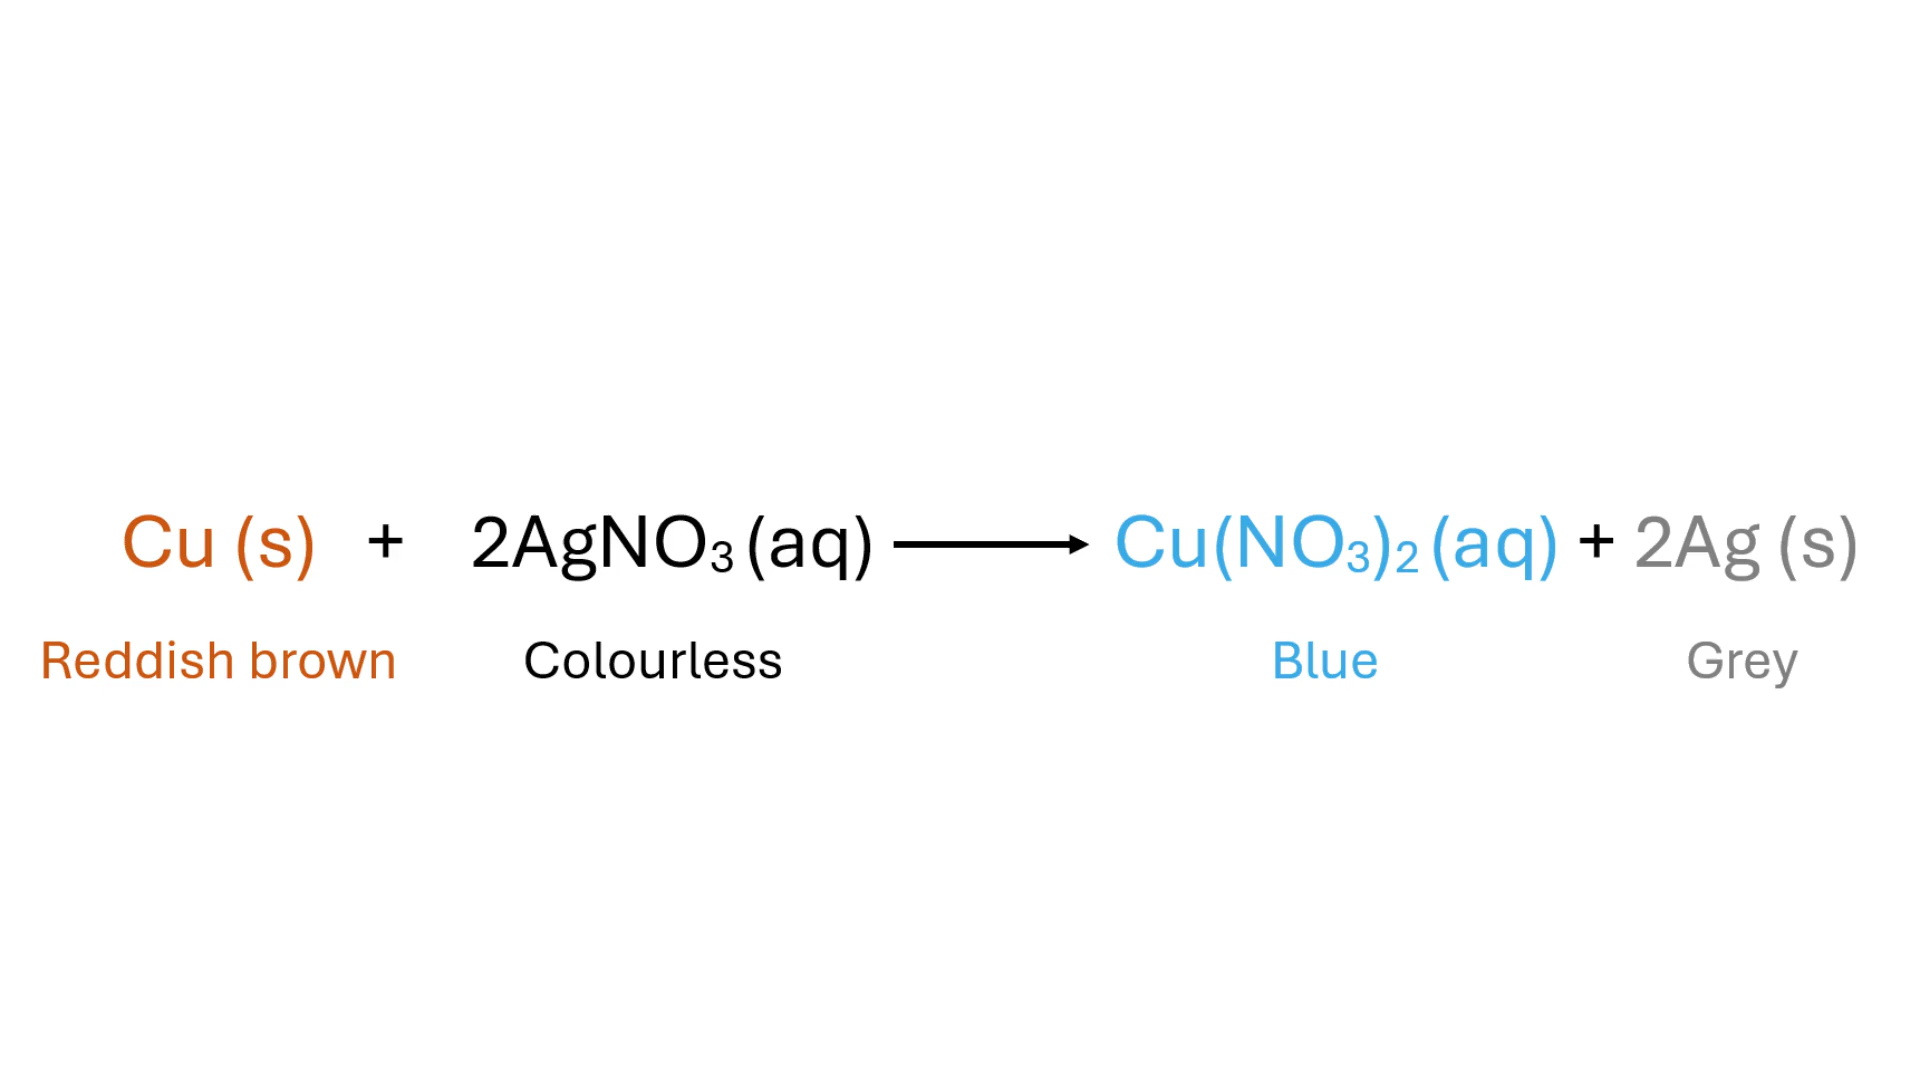 Cu (s) + 2AgNO₃ (aq) ⟶ Cu(NO₃)₂ (aq) + 2Ag (s)
Reddish brown Colourless Blue Grey